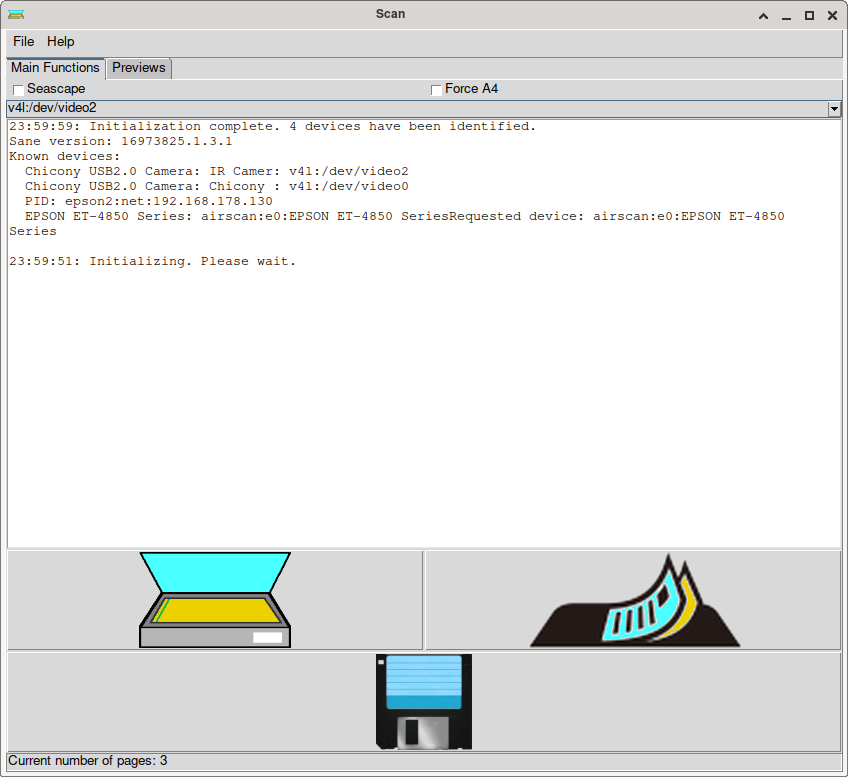 Scan
File Help
Main Functions Previews
Seascape Force A4
v4l:/dev/video2
23:59:59: Initialization complete. 4 devices have been identified.
Sane version: 16973825.1.3.1
Known devices:
Chicony USB2.0 Camera: IR Camer: v4l:/dev/video2
Chicony USB2.0 Camera: Chicony : v4l:/dev/video0
PID: epson2:net:192.168.178.130
EPSON ET-4850 Series: airscan:e0:EPSON ET-4850 SeriesRequested device: airscan:e0:EPSON ET-4850
Series
23:59:51: Initializing. Please wait.
Current number of pages: 3